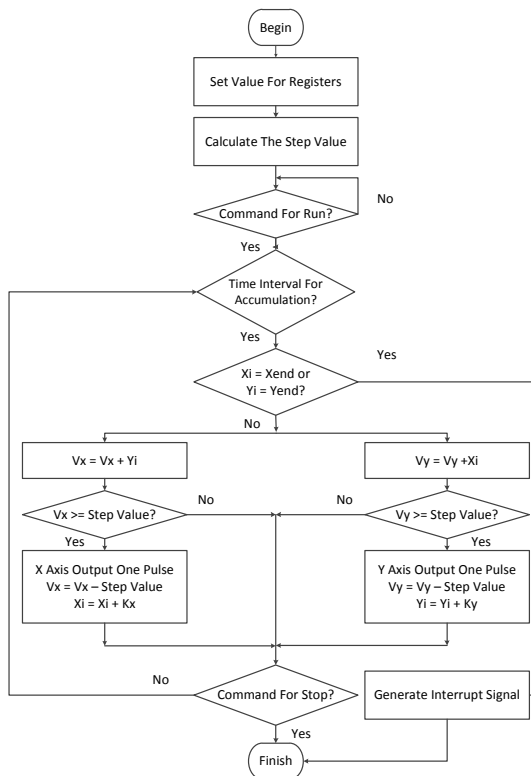 Begin
Set Value For Registers
Calculate The Step Value
No
Command For Run?
Yes
Time Interval For
Accumulation?
Yes
Yes
Xi = Xend or
Yi = Yend?
No
Vx = Vx + Yi
Vy = Vy +Xi
No
No
Vx >= Step Value?
Vy >= Step Value?
Yes
Yes
X Axis Output One Pulse
Vx = Vx – Step Value
Xi = Xi + Kx
Y Axis Output One Pulse
Vy = Vy – Step Value
Yi = Yi + Ky
No
Command For Stop?
Generate Interrupt Signal
Yes
Finish